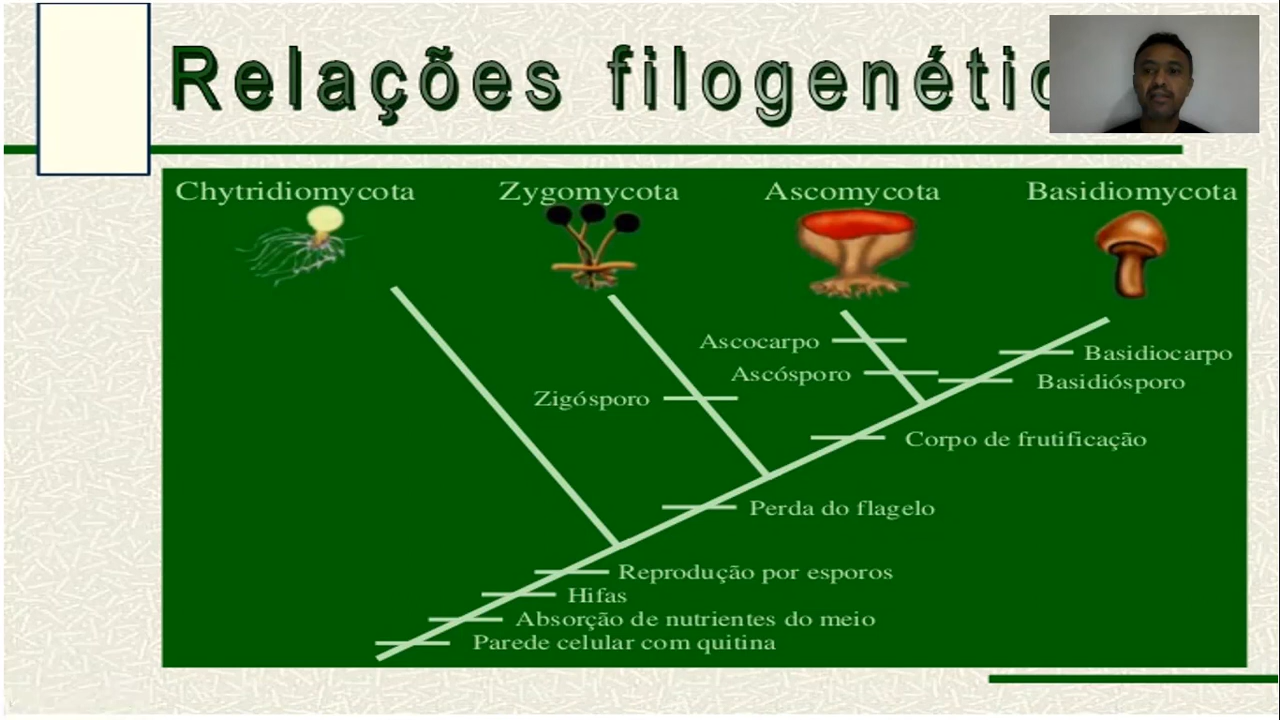 Relações filogenétic
Chytridiomycota
Zygomycota
Ascomycota
Basidiomycota
Ascocarpo
Basidiocarpo
Ascósporo
Basidiósporo
Zigósporo
Corpo de frutificação
Perda do flagelo
Reprodução por esporos
Hifas
Absorção de nutrientes do meio
Parede celular com quitina